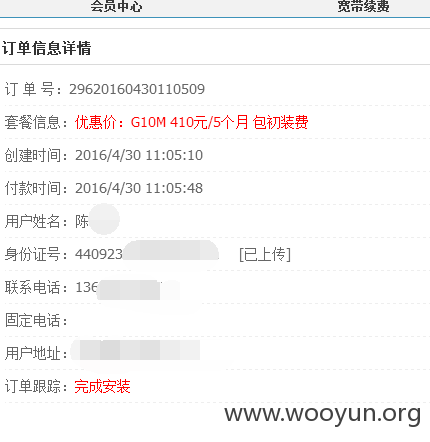 会员中心 宽带续费
订单信息详情
订 单 号：29620160430110509
套餐信息：优惠价：G10M 410元/5个月 包初装费
创建时间：2016/4/30 11:05:10
付款时间：2016/4/30 11:05:48
用户姓名：陈
身份证号：440923 [已上传]
联系电话：136
固定电话：
用户地址：
订单跟踪：完成安装
www.wooyun.org